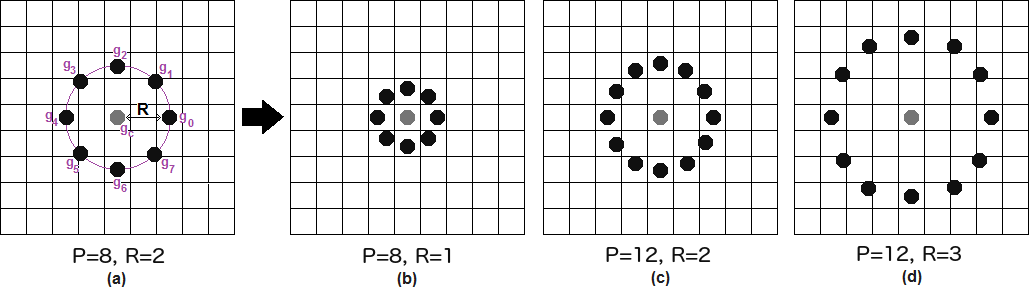 g2
g3
g1
R
g4
gc
g0
g5
g7
g6
P=8, R=2
(a)
P=8, R=1
(b)
P=12, R=2
(c)
P=12, R=3
(d)